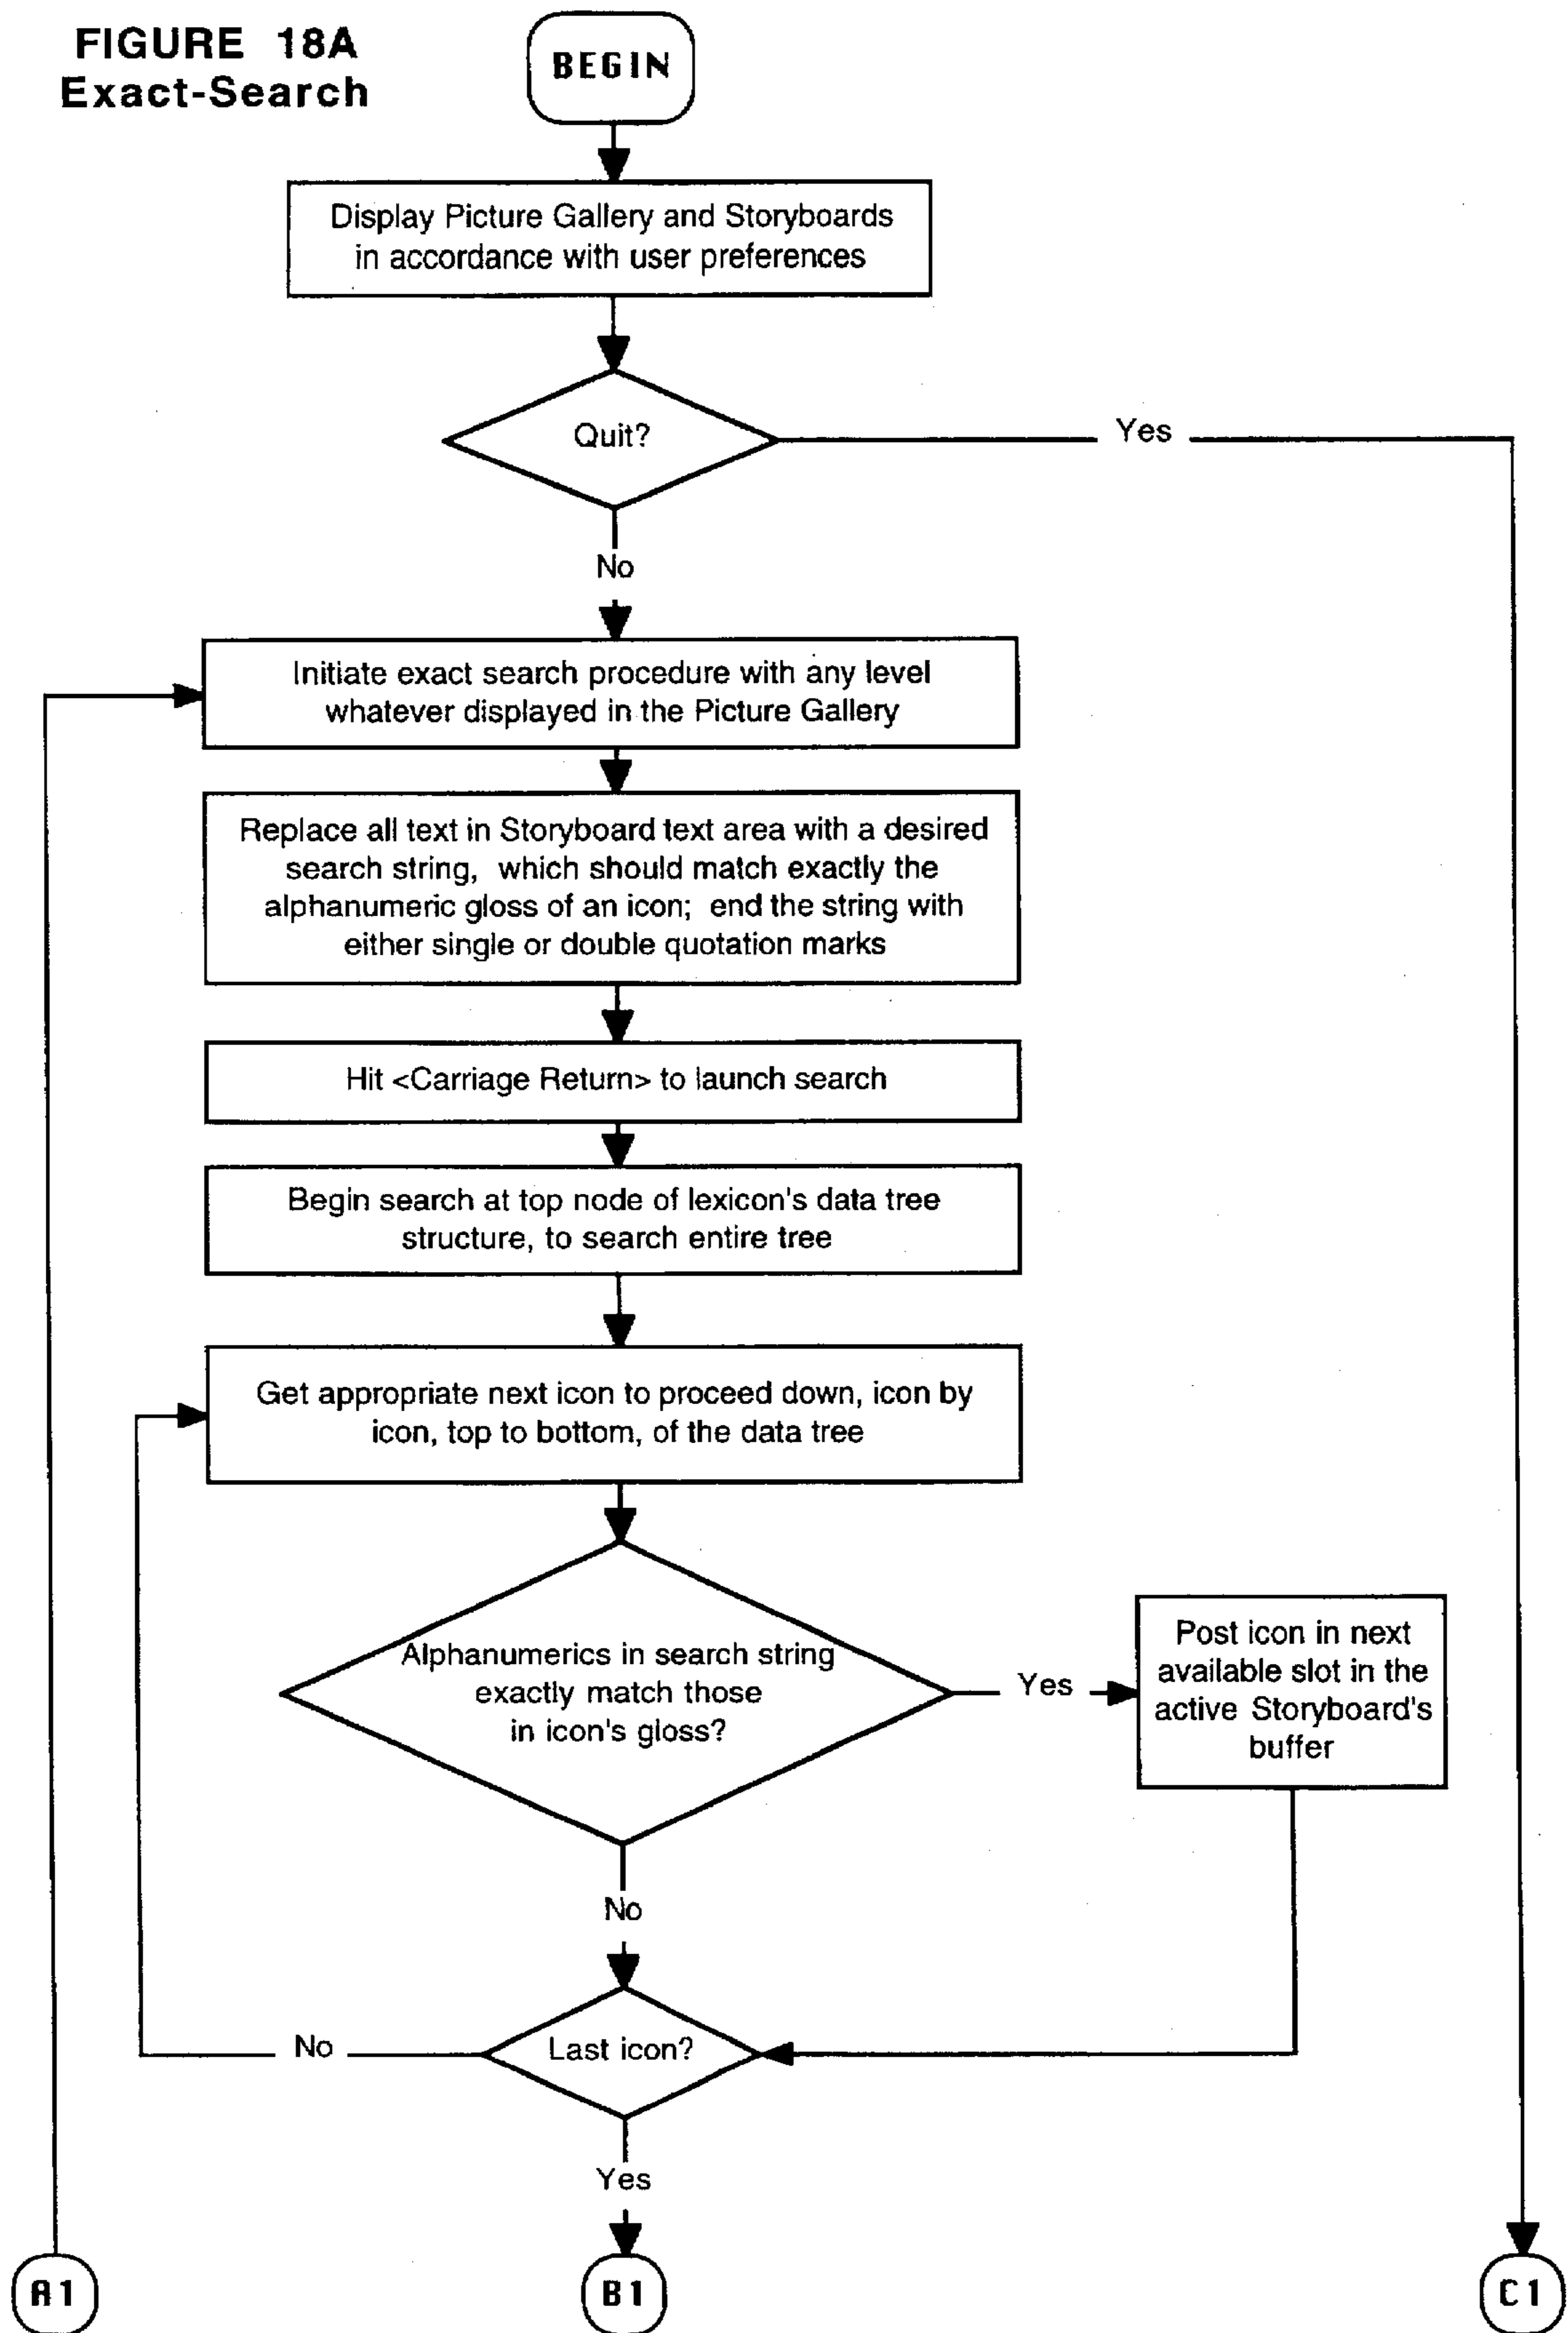 FIGURE 18A
Exact-Search
BEGIN
Display Picture Gallery and Storyboards
in accordance with user preferences
Quit?
Yes
No
Initiate exact search procedure with any level
whatever displayed in the Picture Gallery
Replace all text in Storyboard text area with a desired
search string, which should match exactly the
alphanumeric gloss of an icon; end the string with
either single or double quotation marks
Hit <Carriage Return> to launch search
Begin search at top node of lexicon's data tree
structure, to search entire tree
Get appropriate next icon to proceed down, icon by
icon, top to bottom, of the data tree
Alphanumerics in search string
exactly match those
in icon's gloss?
Yes
Post icon in next
available slot in the
active Storyboard's
buffer
No
Last icon?
No
Yes
A1
B1
C1